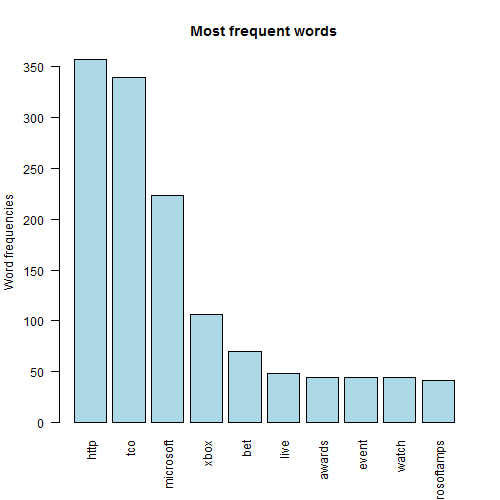 Most frequent words
Word frequencies
350
300
250
200
150
100
50
0
http
tco
microsoft
xbox
bet
live
awards
event
watch
rosoftamps